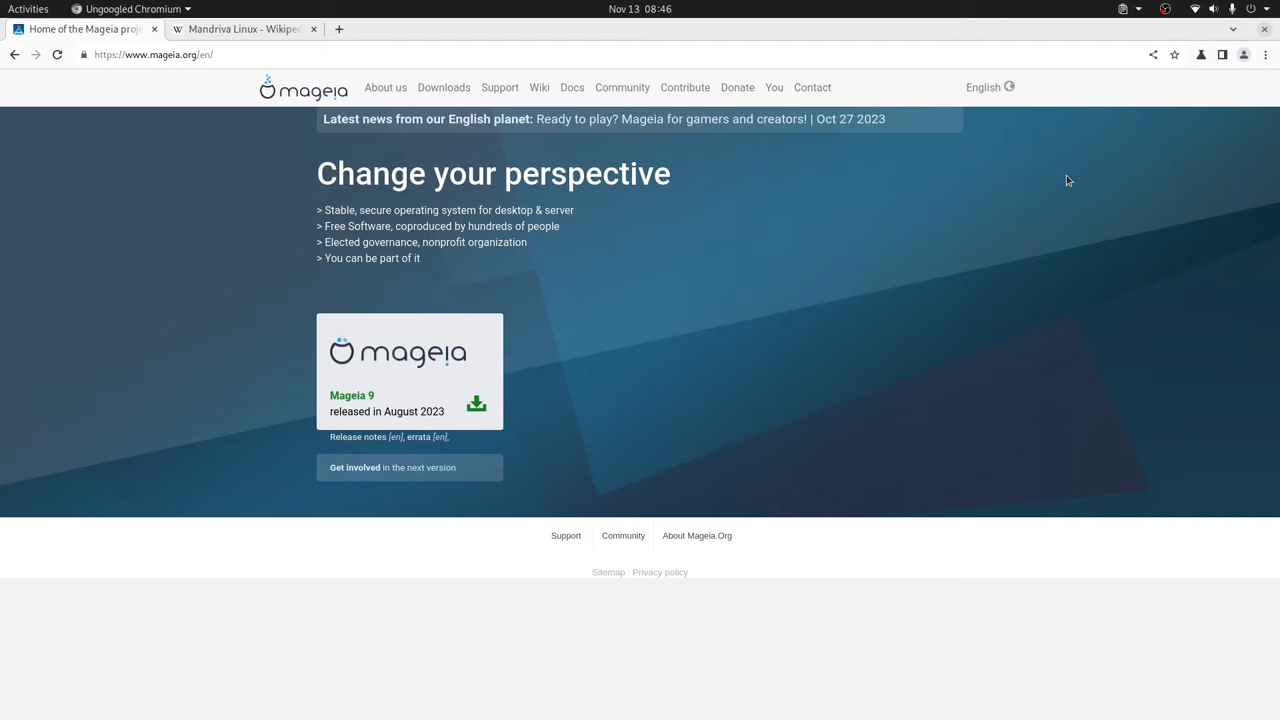 Activities
Ungoogled Chromium
Nov 13 08:46
Home of the Mageia proj
Mandriva Linux - Wikiped
https://www.mageia.org/en/
mageia
About us
Downloads
Support
Wiki
Docs
Community
Contribute
Donate
You
Contact
English
Latest news from our English planet: Ready to play? Mageia for gamers and creators! | Oct 27 2023
Change your perspective
> Stable, secure operating system for desktop & server
> Free Software, coproduced by hundreds of people
> Elected governance, nonprofit organization
> You can be part of it
mageia
Mageia 9
released in August 2023
Release notes [en], errata [en],
Get involved in the next version
Support
Community
About Mageia.Org
Sitemap
Privacy policy